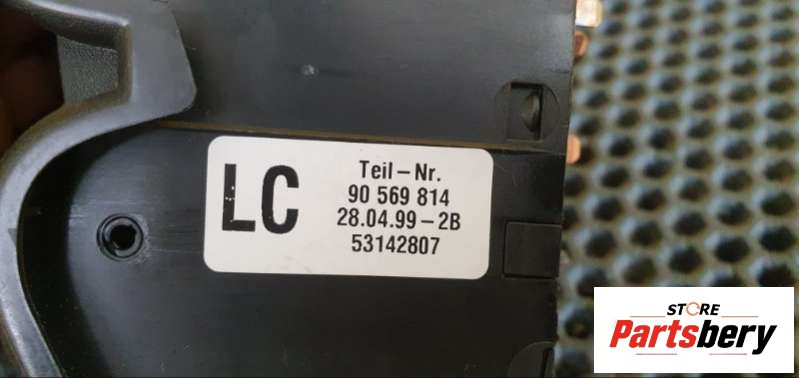 LC
Teil-Nr.
90 569 814
28.04.99-2B
53142807
STORE
Partsbery